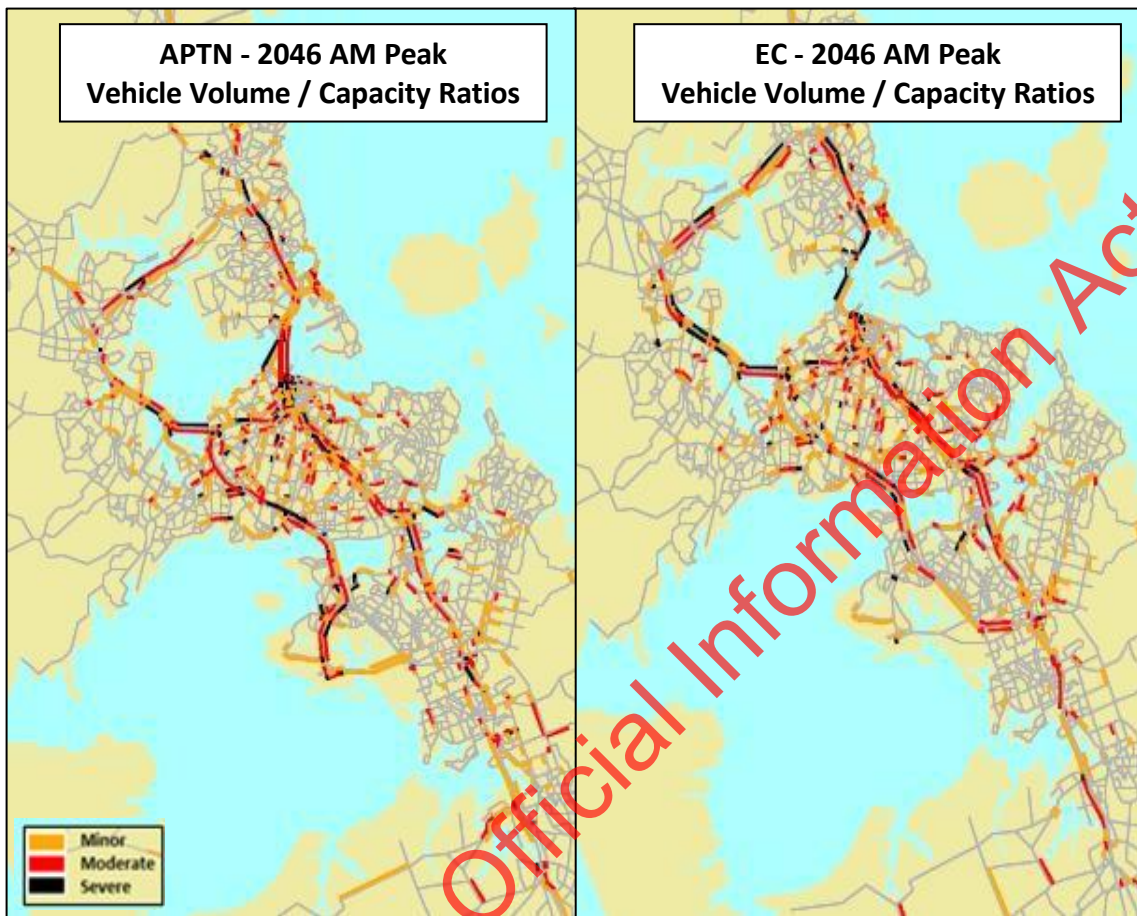 APTN - 2046 AM Peak
Vehicle Volume / Capacity Ratios
EC - 2046 AM Peak
Vehicle Volume / Capacity Ratios
Minor
Moderate
Severe
Official Information Act